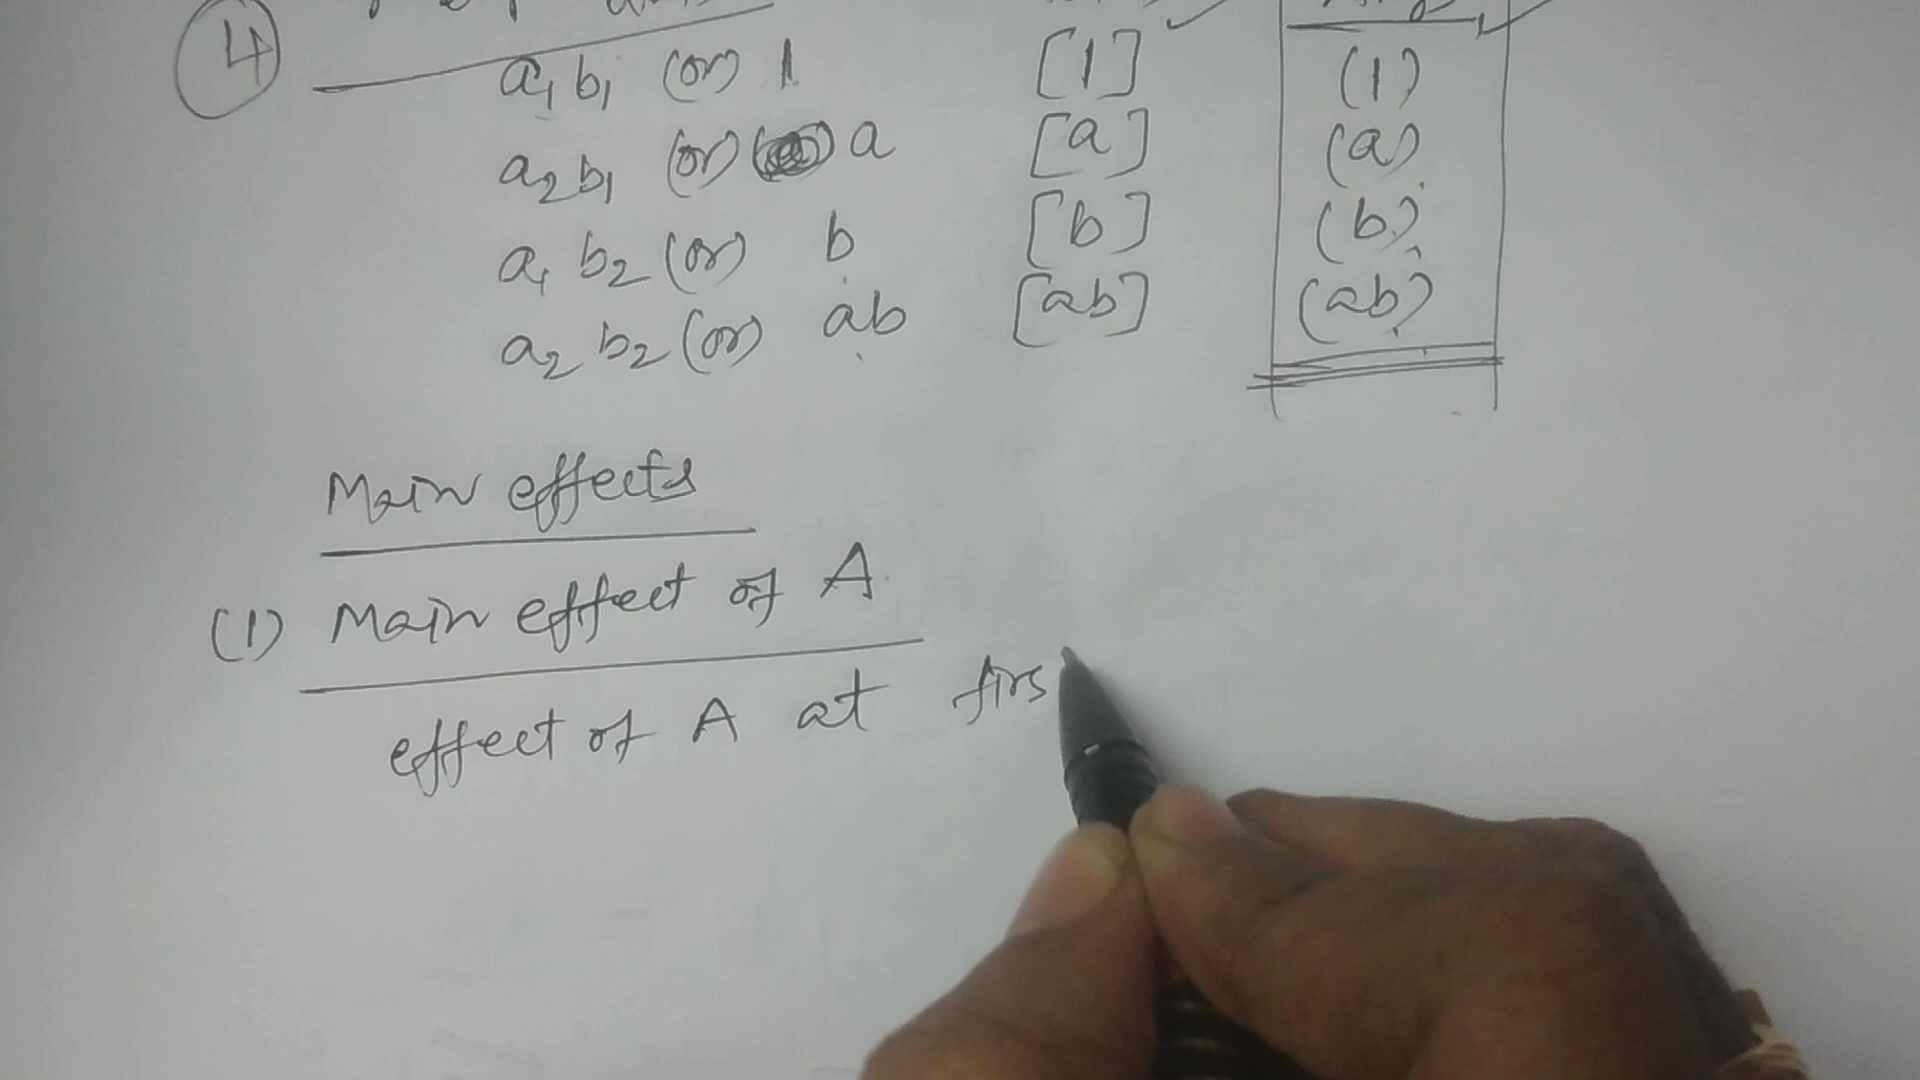 4
a₁ b₁ (or) 1 [1] (1)
a₂ b₁ (or) a [a] (a)
a₁ b₂ (or) b [b] (b)
a₂ b₂ (or) ab [ab] (ab)
Main effects
(1) Main effect of A
effect of A at firs